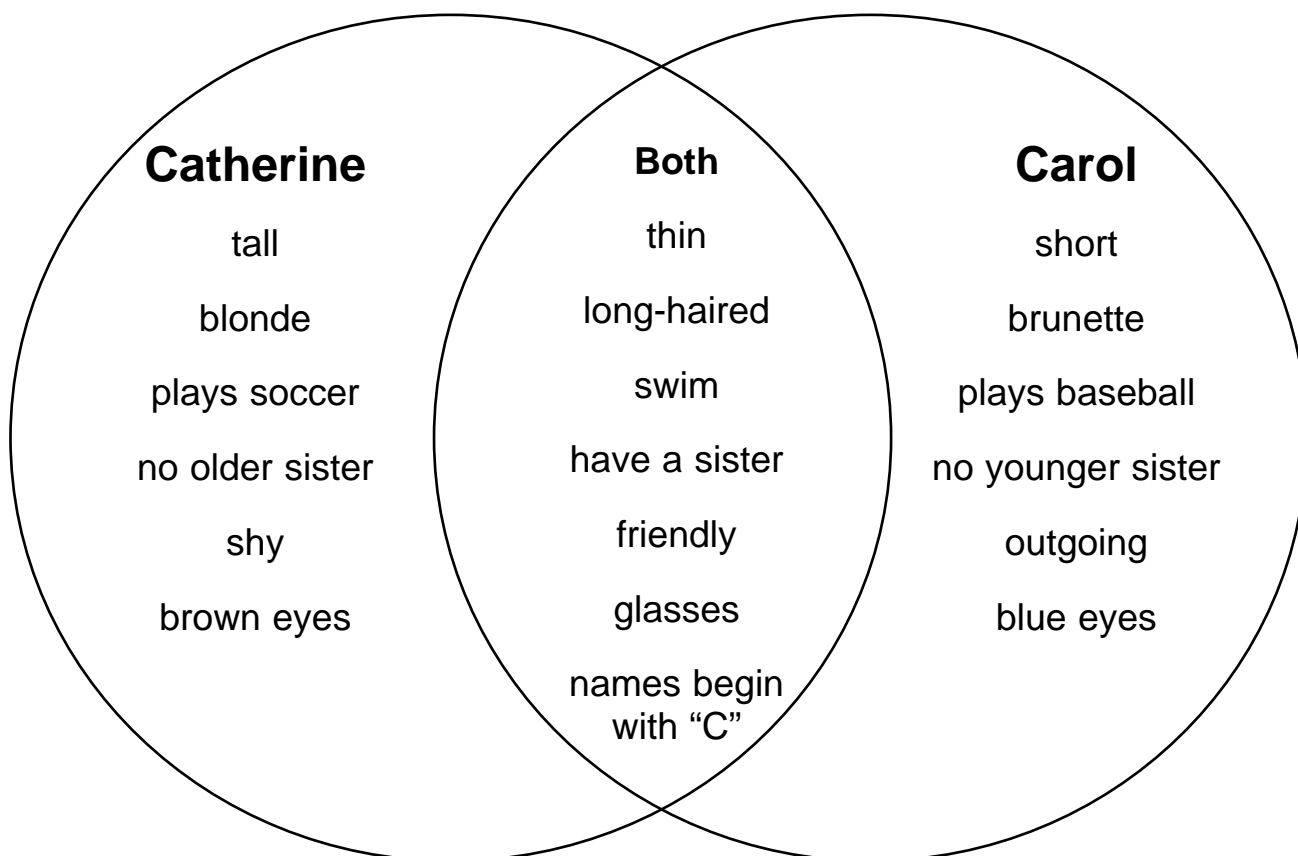 Catherine
tall
blonde
plays soccer
no older sister
shy
brown eyes
Both
thin
long-haired
swim
have a sister
friendly
glasses
names begin
with “C”
Carol
short
brunette
plays baseball
no younger sister
outgoing
blue eyes